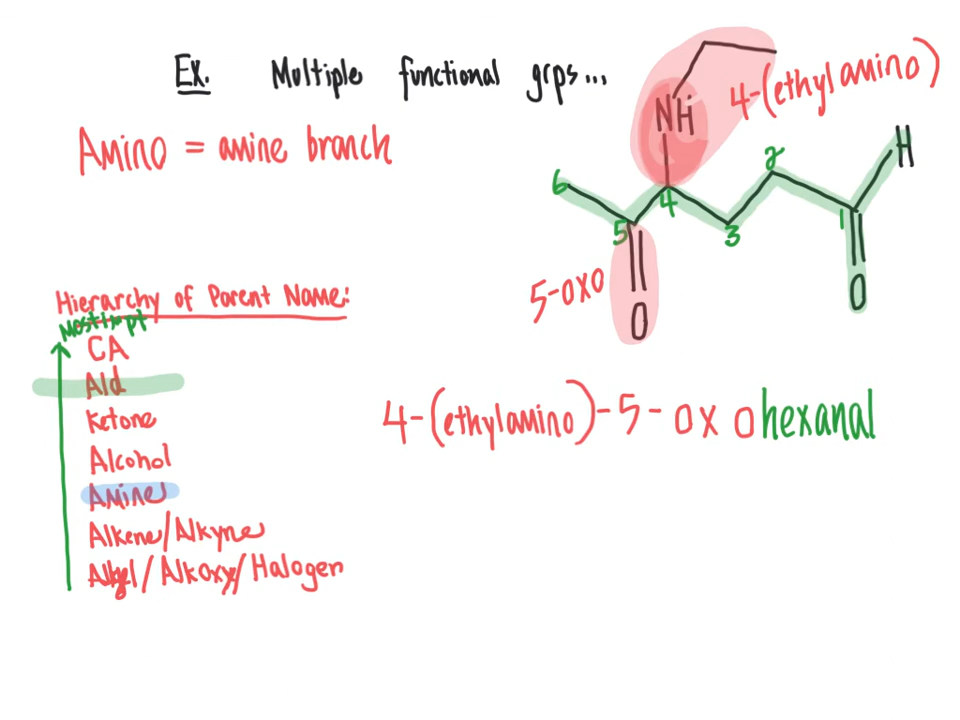 Ex. Multiple functional grps...
Amino = amine branch
4-(ethylamino)
NH
H
6
5
4
3
2
1
O
5-oxo
O
Hierarchy of Parent Name:
Most Impt
CA
Ald
Ketone
Alcohol
Amine
Alkene/Alkyne
Alkyl/Alkoxy/Halogen
4-(ethylamino)-5-oxohexanal